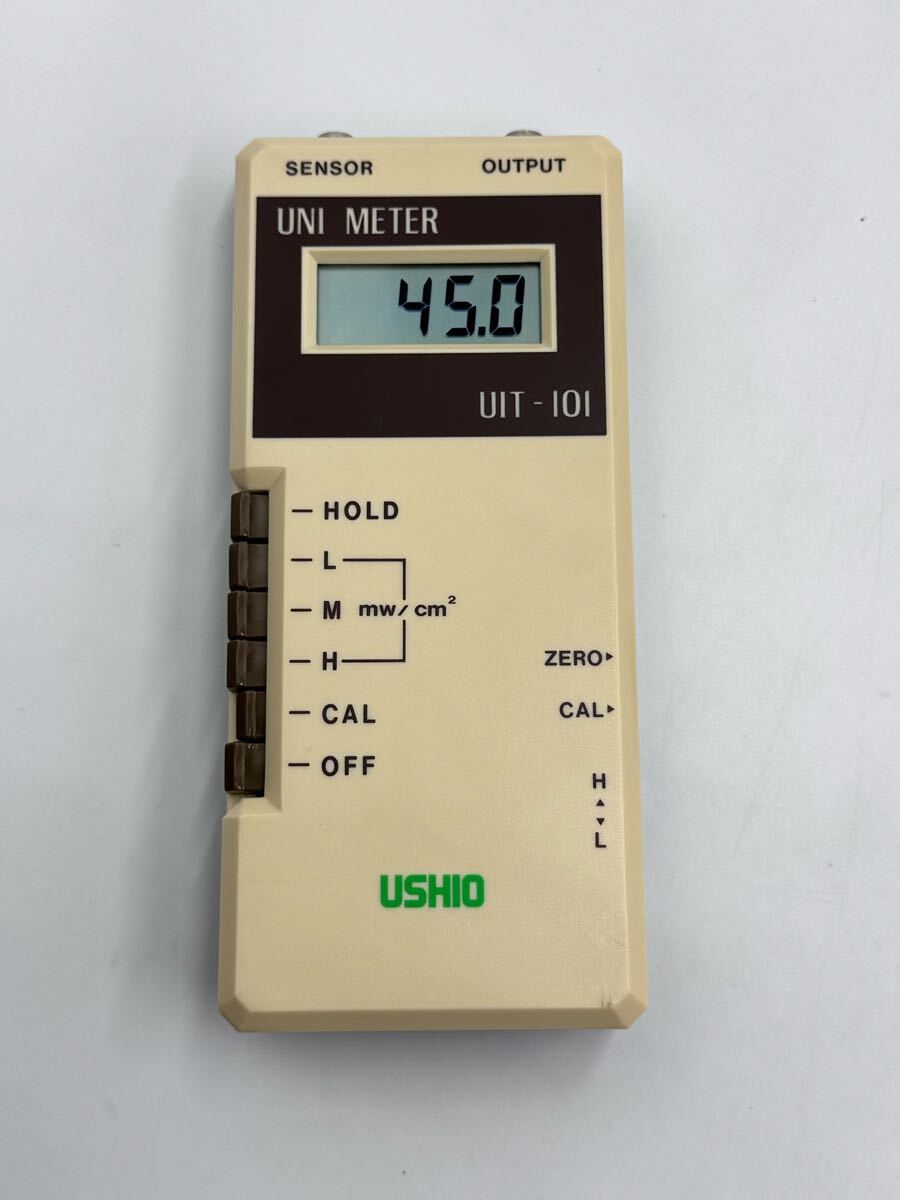 SENSOR OUTPUT
UNI METER
45.0
UIT-101
HOLD
L
M mw/cm²
H
ZERO▸
CAL
CAL▸
OFF
H
▴
▾
L
USHIO